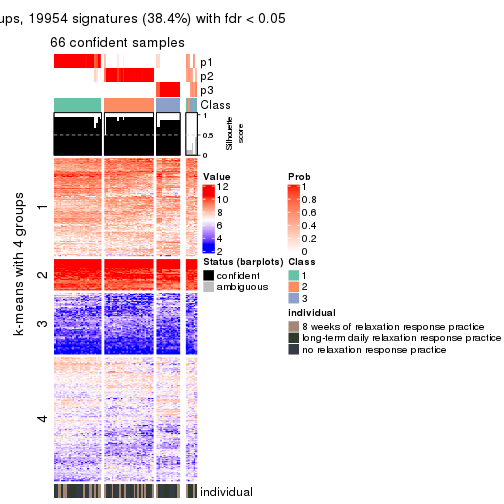 ups, 19954 signatures (38.4%) with fdr < 0.05
66 confident samples
p1
p2
p3
Class
1
0.5
0
Silhouette
score
k-means with 4 groups
1
2
3
4
Value
12
10
8
6
4
2
Prob
1
0.8
0.6
0.4
0.2
0
Status (barplots)
confident
ambiguous
Class
1
2
3
individual
8 weeks of relaxation response practice
long-term daily relaxation response practice
no relaxation response practice
individual